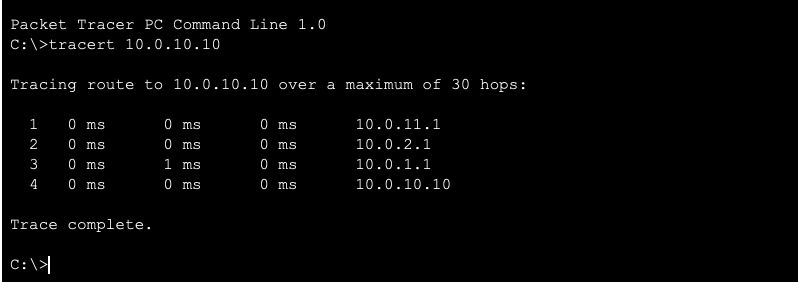 Packet Tracer PC Command Line 1.0
C:\>tracert 10.0.10.10
Tracing route to 10.0.10.10 over a maximum of 30 hops:
1 0 ms 0 ms 0 ms 10.0.11.1
2 0 ms 0 ms 0 ms 10.0.2.1
3 0 ms 1 ms 0 ms 10.0.1.1
4 0 ms 0 ms 0 ms 10.0.10.10
Trace complete.
C:\>